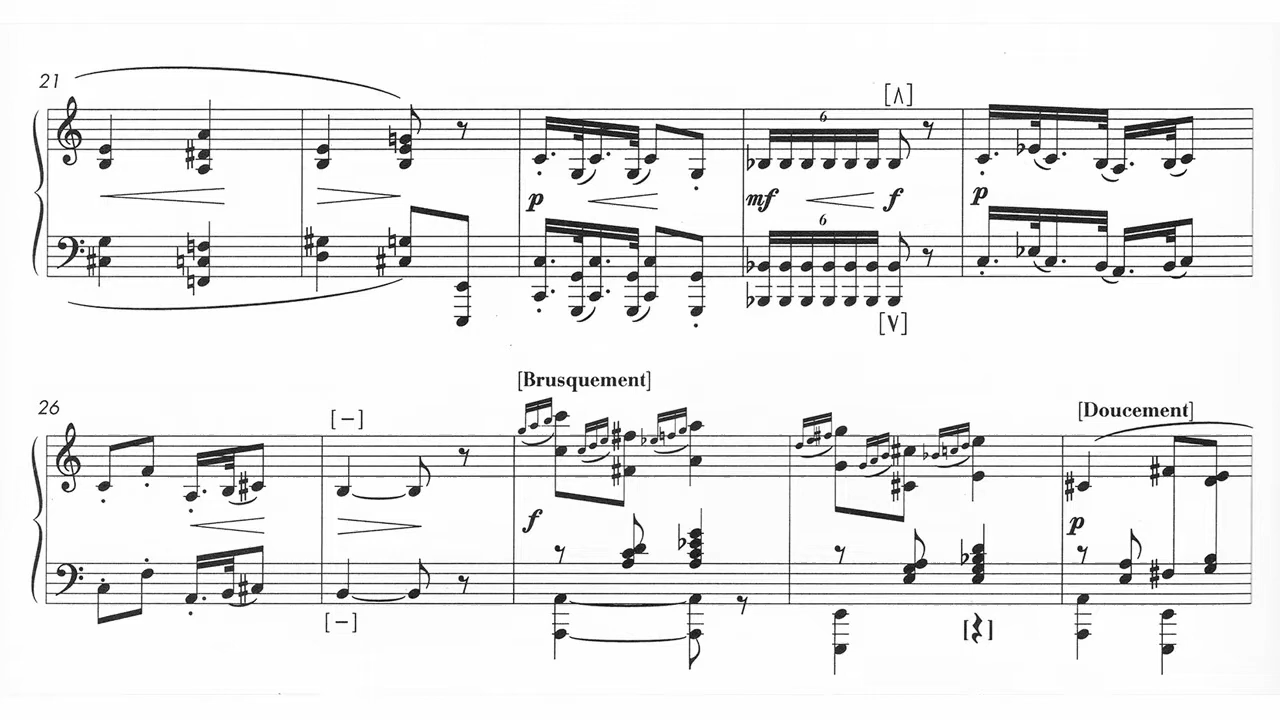 21
[ʌ]
6
p
mf
f
p
6
[V]
[Brusquement]
26
[–]
[Doucement]
f
p
[–]